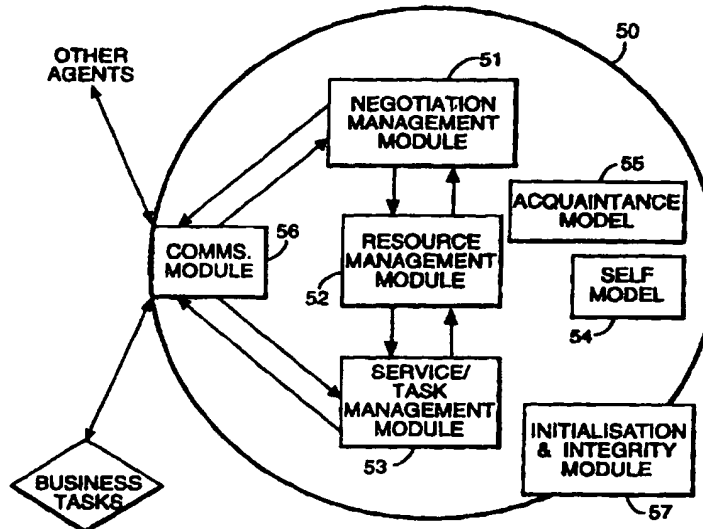 OTHER
AGENTS
50
51
NEGOTIATION
MANAGEMENT
MODULE
55
ACQUAINTANCE
MODEL
56
COMMS.
MODULE
RESOURCE
MANAGEMENT
MODULE
52
SELF
MODEL
54
SERVICE/
TASK
MANAGEMENT
MODULE
53
INITIALISATION
& INTEGRITY
MODULE
57
BUSINESS
TASKS